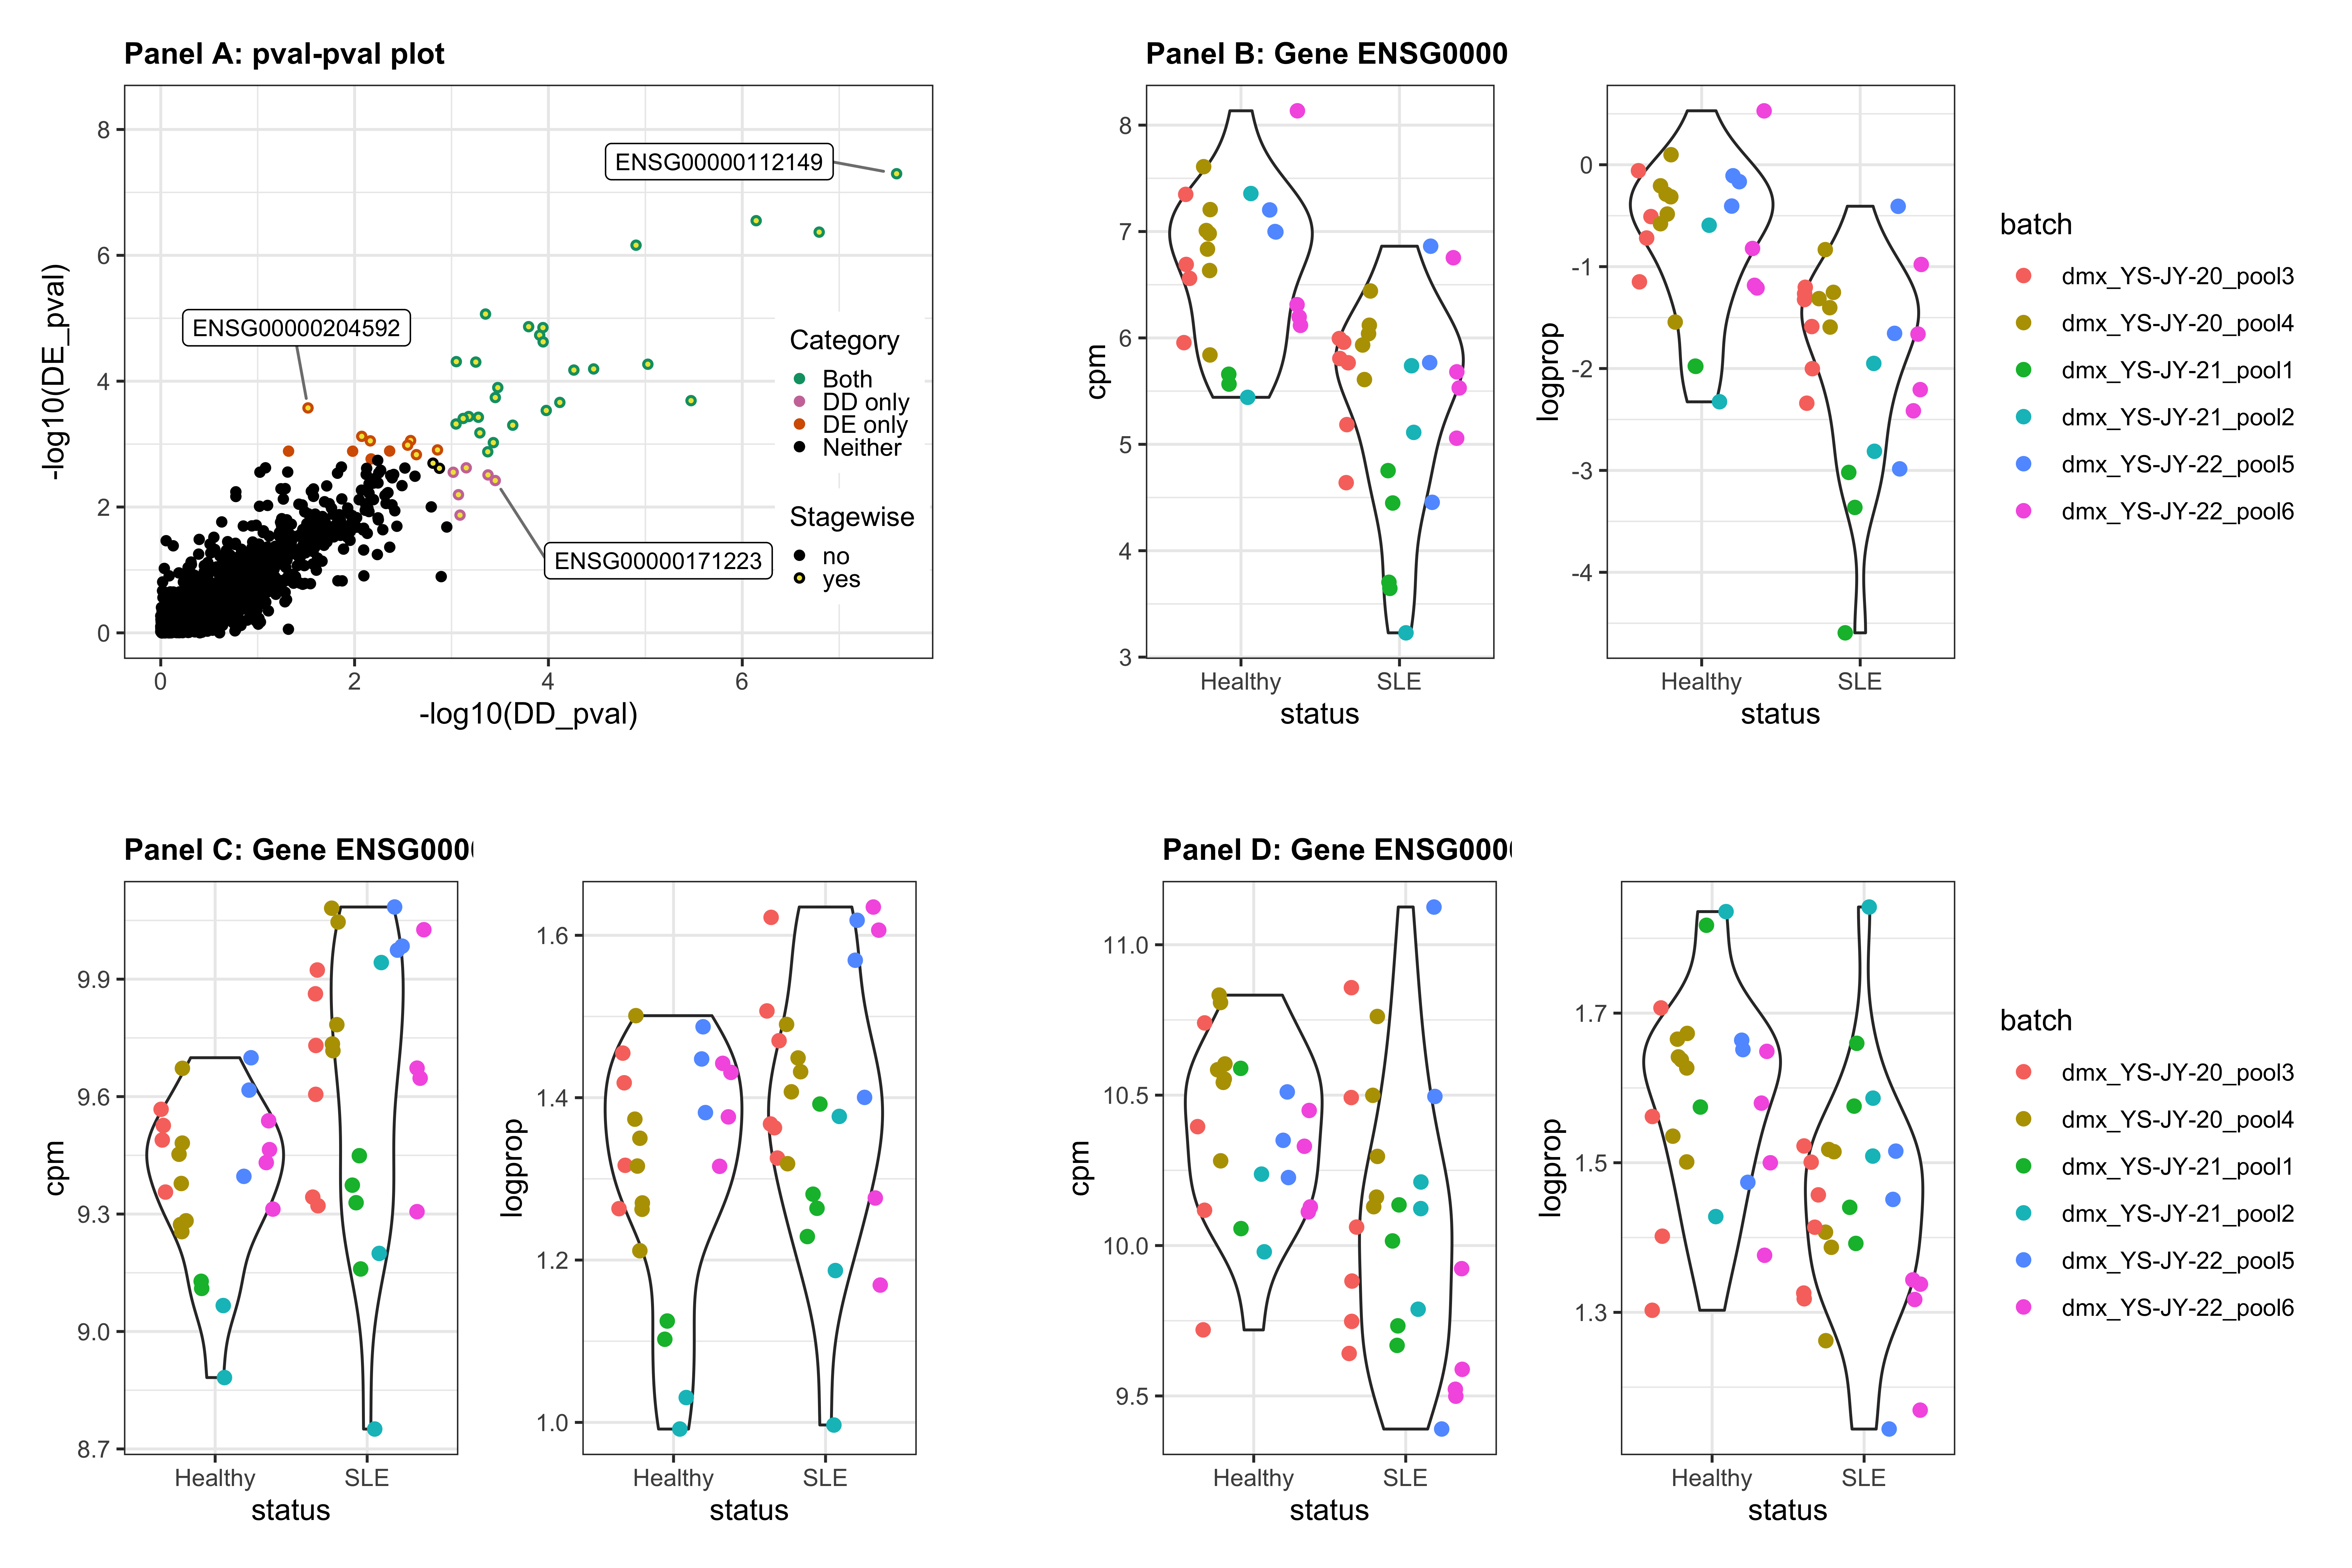 Panel A: pval-pval plot
-log10(DE_pval)
8
6
4
2
0
0 2 4 6
-log10(DD_pval)
ENSG00000112149
ENSG00000204592
ENSG00000171223
Category
Both
DD only
DE only
Neither
Stagewise
no
yes
Panel B: Gene ENSG0000
cpm
8
7
6
5
4
3
Healthy SLE
status
logprop
0
-1
-2
-3
-4
Healthy SLE
status
batch
dmx_YS-JY-20_pool3
dmx_YS-JY-20_pool4
dmx_YS-JY-21_pool1
dmx_YS-JY-21_pool2
dmx_YS-JY-22_pool5
dmx_YS-JY-22_pool6
Panel C: Gene ENSG000
cpm
9.9
9.6
9.3
9.0
8.7
Healthy SLE
status
logprop
1.6
1.4
1.2
1.0
Healthy SLE
status
Panel D: Gene ENSG000
cpm
11.0
10.5
10.0
9.5
Healthy SLE
status
logprop
1.7
1.5
1.3
Healthy SLE
status
batch
dmx_YS-JY-20_pool3
dmx_YS-JY-20_pool4
dmx_YS-JY-21_pool1
dmx_YS-JY-21_pool2
dmx_YS-JY-22_pool5
dmx_YS-JY-22_pool6